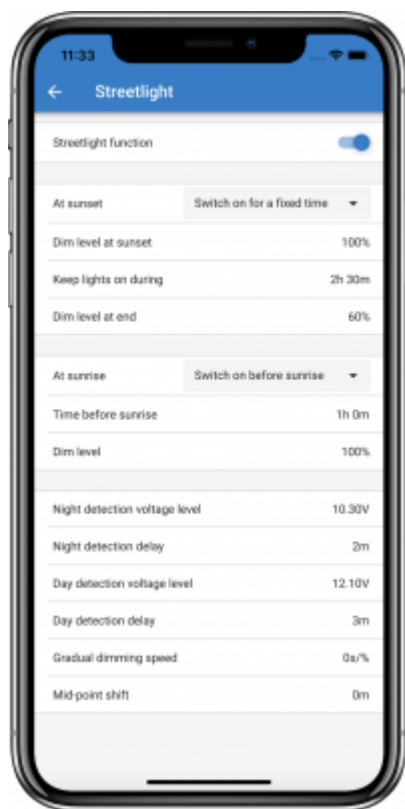 11:33
Streetlight
Streetlight function
At sunset Switch on for a fixed time
Dim level at sunset 100%
Keep lights on during 2h 30m
Dim level at end 60%
At sunrise Switch on before sunrise
Time before sunrise 1h 0m
Dim level 100%
Night detection voltage level 10.30V
Night detection delay 2m
Day detection voltage level 12.10V
Day detection delay 3m
Gradual dimming speed 0s/%
Mid-point shift 0m